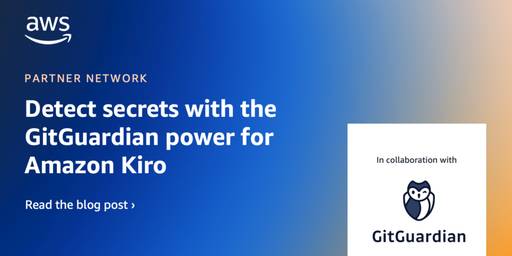 aws
PARTNER NETWORK
Detect secrets with the
GitGuardian power for
Amazon Kiro
Read the blog post ›
In collaboration with
GitGuardian